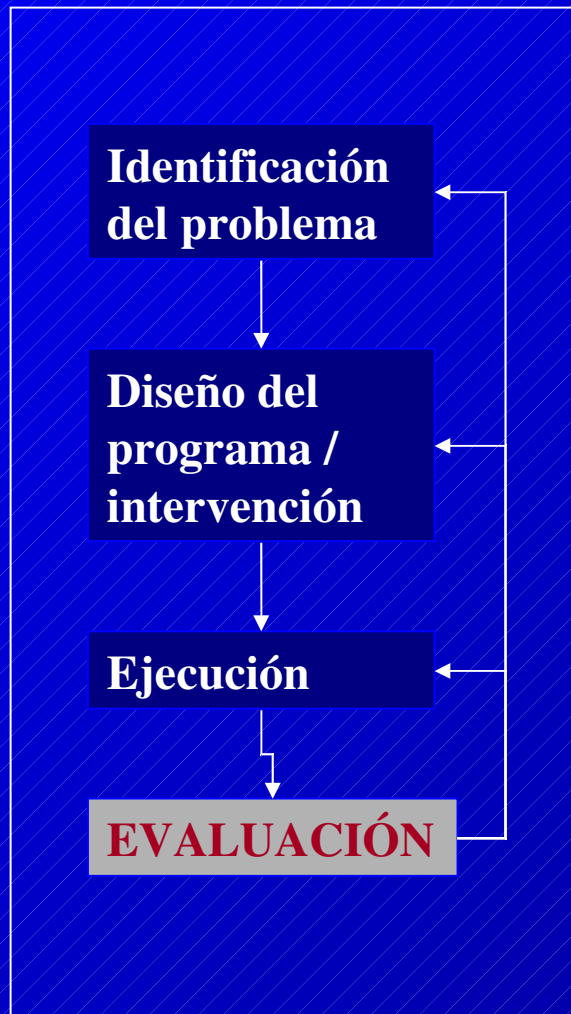 Identificación
del problema
Diseño del
programa /
intervención
Ejecución
EVALUACIÓN